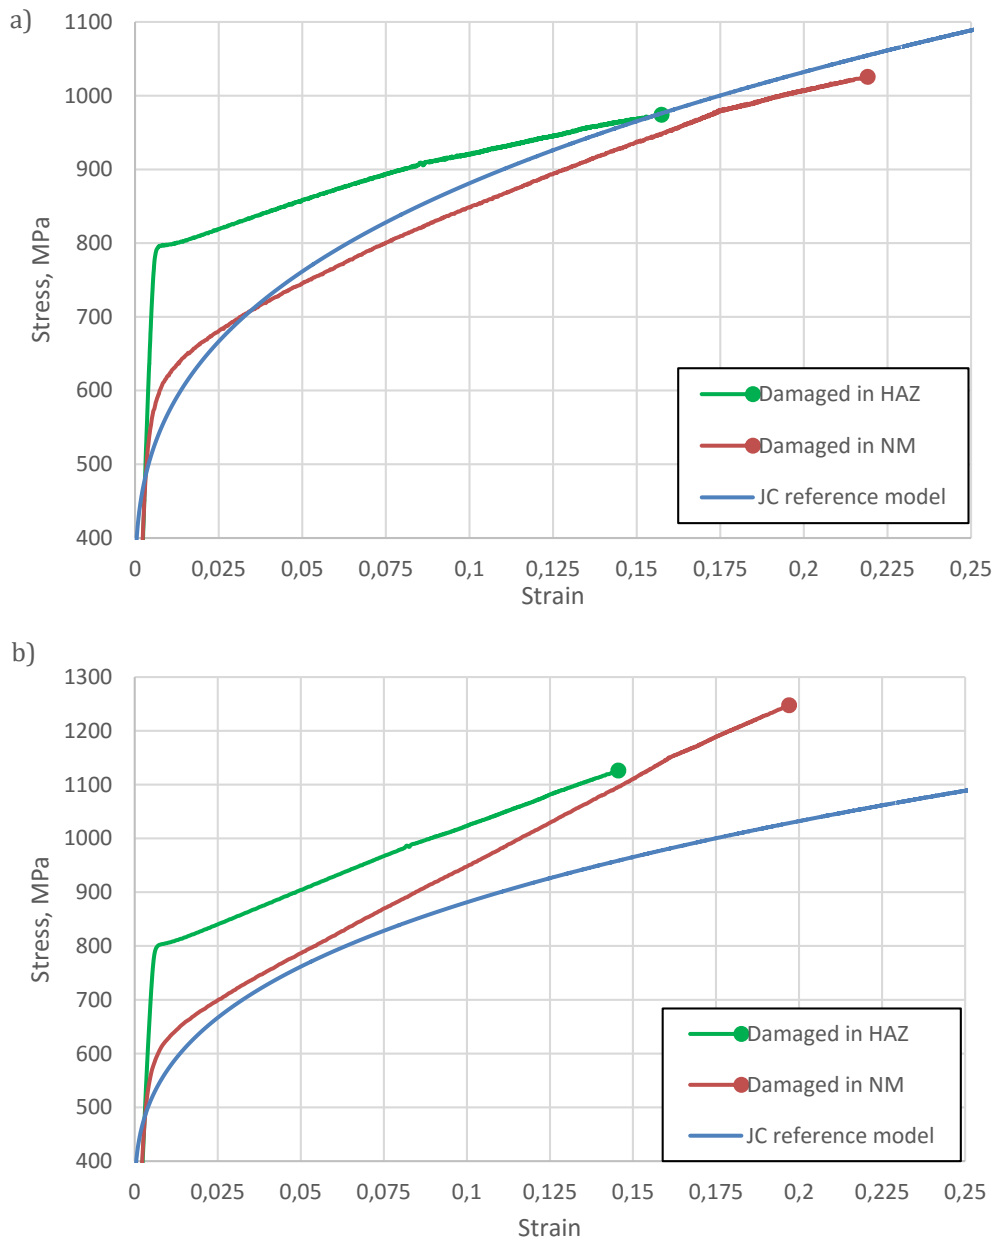 a)
1100
1000
900
800
700
600
500
400
Stress, MPa
Damaged in HAZ
Damaged in NM
JC reference model
0 0,025 0,05 0,075 0,1 0,125 0,15 0,175 0,2 0,225 0,25
Strain
b)
1300
1200
1100
1000
900
800
700
600
500
400
Stress, MPa
Damaged in HAZ
Damaged in NM
JC reference model
0 0,025 0,05 0,075 0,1 0,125 0,15 0,175 0,2 0,225 0,25
Strain